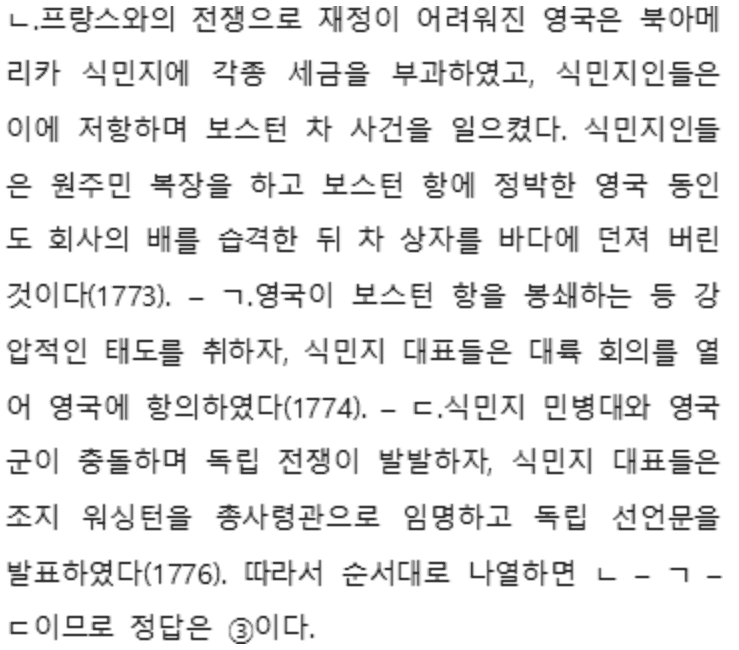 ㄴ.프랑스와의 전쟁으로 재정이 어려워진 영국은 북아메
리카 식민지에 각종 세금을 부과하였고, 식민지인들은
이에 저항하며 보스턴 차 사건을 일으켰다. 식민지인들
은 원주민 복장을 하고 보스턴 항에 정박한 영국 동인
도 회사의 배를 습격한 뒤 차 상자를 바다에 던져 버린
것이다(1773). – ㄱ.영국이 보스턴 항을 봉쇄하는 등 강
압적인 태도를 취하자, 식민지 대표들은 대륙 회의를 열
어 영국에 항의하였다(1774). – ㄷ.식민지 민병대와 영국
군이 충돌하며 독립 전쟁이 발발하자, 식민지 대표들은
조지 워싱턴을 총사령관으로 임명하고 독립 선언문을
발표하였다(1776). 따라서 순서대로 나열하면 ㄴ – ㄱ –
ㄷ이므로 정답은 ③이다.